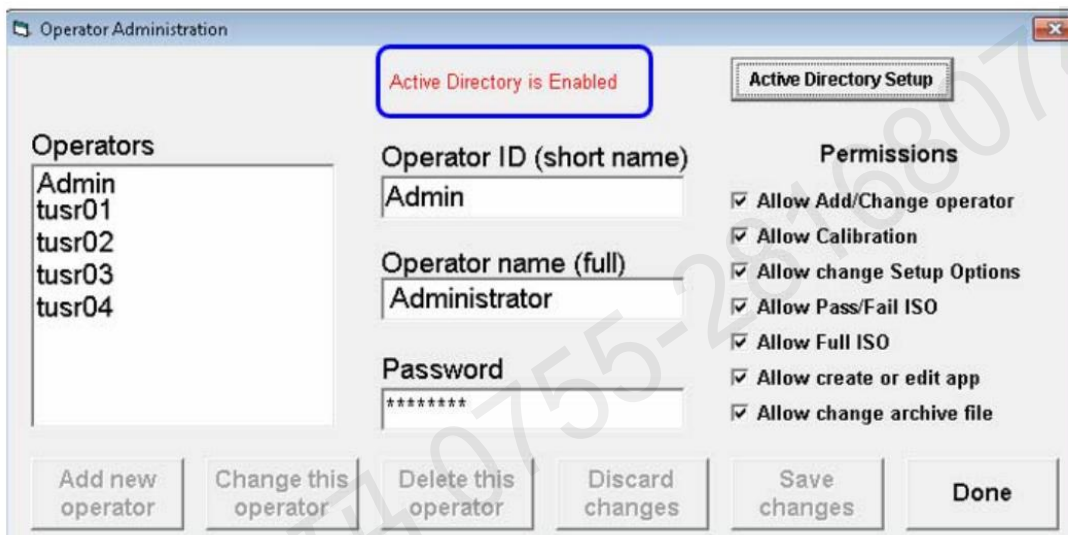 Operator Administration
Active Directory is Enabled
Active Directory Setup
Operators
Admin
tusr01
tusr02
tusr03
tusr04
Operator ID (short name)
Admin
Operator name (full)
Administrator
Password
********
Permissions
Allow Add/Change operator
Allow Calibration
Allow change Setup Options
Allow Pass/Fail ISO
Allow Full ISO
Allow create or edit app
Allow change archive file
Add new
operator
Change this
operator
Delete this
operator
Discard
changes
Save
changes
Done